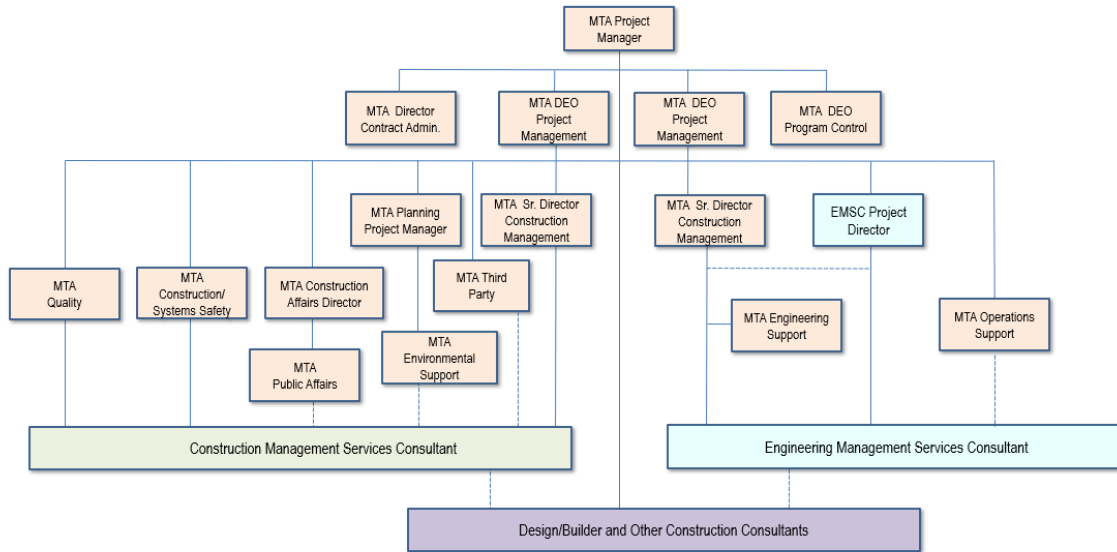 MTA Project
Manager
MTA Director
Contract Admin.
MTA DEO
Project
Management
MTA DEO
Project
Management
MTA DEO
Program Control
MTA Planning
Project Manager
MTA Sr. Director
Construction
Management
MTA Sr. Director
Construction
Management
EMSC Project
Director
MTA
Quality
MTA
Construction/
Systems Safety
MTA Construction
Affairs Director
MTA Third
Party
MTA Engineering
Support
MTA Operations
Support
MTA
Public Affairs
MTA
Environmental
Support
Construction Management Services Consultant
Engineering Management Services Consultant
Design/Builder and Other Construction Consultants